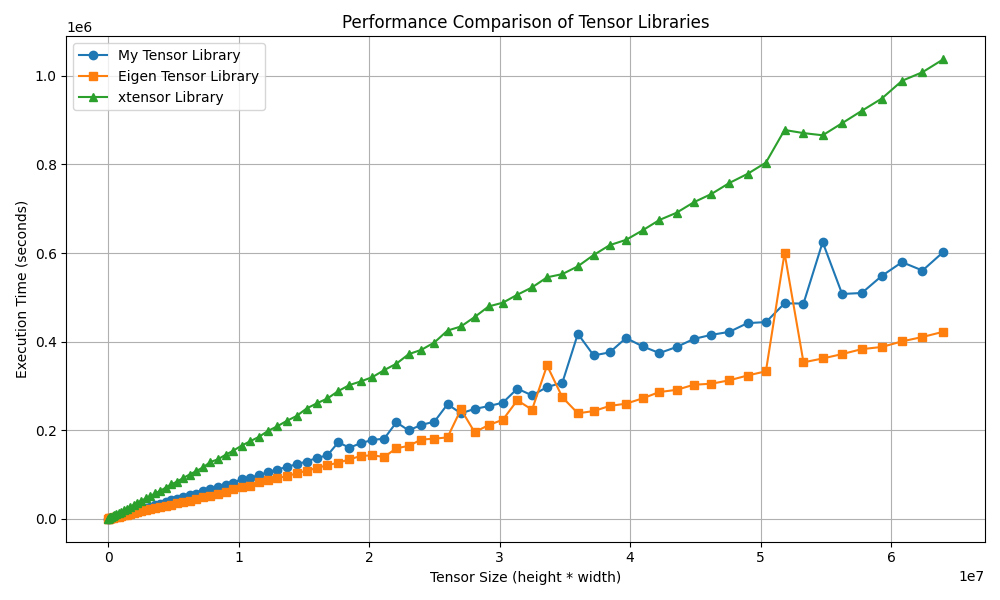 Performance Comparison of Tensor Libraries
1e6
My Tensor Library
Eigen Tensor Library
xtensor Library
1.0
0.8
0.6
0.4
0.2
0.0
Execution Time (seconds)
0 1 2 3 4 5 6
1e7
Tensor Size (height * width)